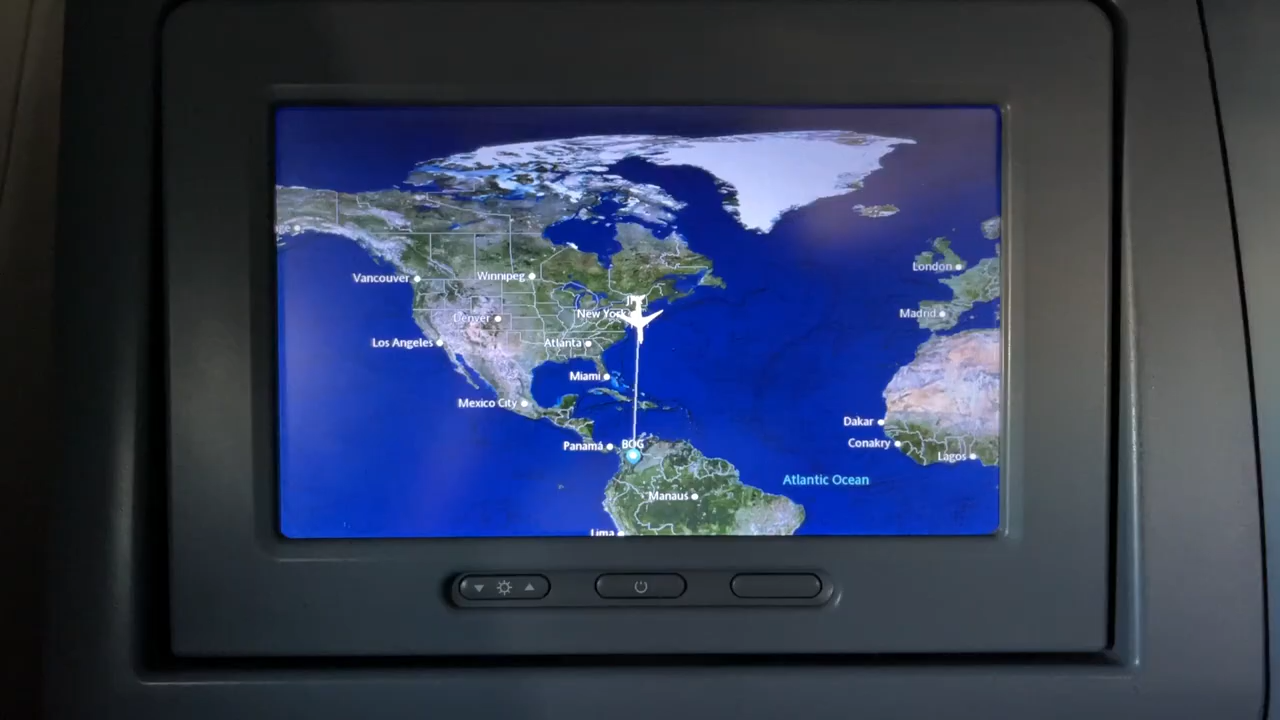 London
Vancouver
Winnipeg
JFK
New York
Madrid
Denver
Los Angeles
Atlanta
Miami
Mexico City
Dakar
Panamá
BOG
Conakry
Lagos
Atlantic Ocean
Manaus
Lima